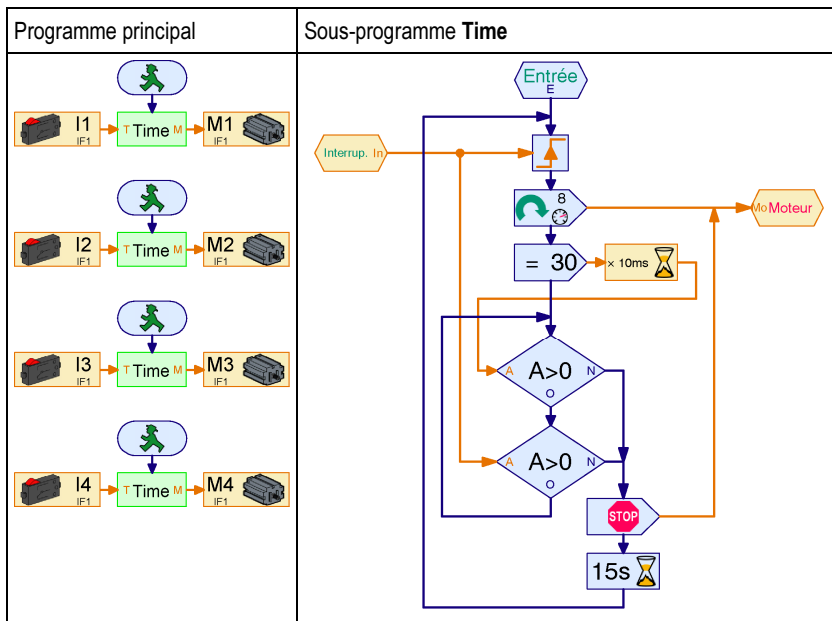 Programme principal
Sous-programme Time
I1
IF1
T Time M
M1
IF1
I2
IF1
T Time M
M2
IF1
I3
IF1
T Time M
M3
IF1
I4
IF1
T Time M
M4
IF1
Entrée
E
Interrup. In
8
Mo Moteur
= 30
× 10ms
A A>0 N
O
A A>0 N
O
STOP
15s